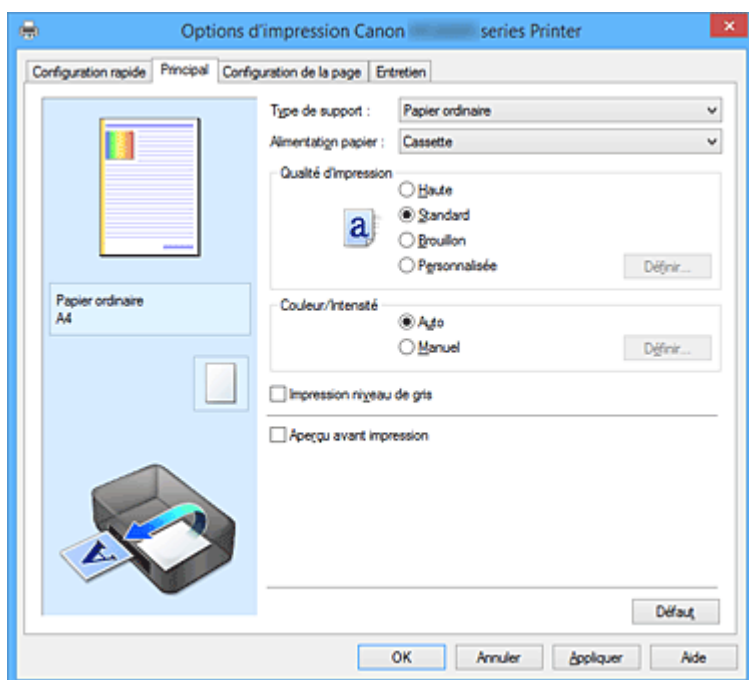 Options d'impression Canon series Printer
Configuration rapide Principal Configuration de la page Entretien
Type de support : Papier ordinaire
Alimentation papier : Cassette
Qualité d'impression
Haute
a Standard
Brouillon
Personnalisée Définir...
Papier ordinaire
A4
Couleur/Intensité
Auto
Manuel Définir...
Impression niveau de gris
Aperçu avant impression
A
Défaut
OK Annuler Appliquer Aide